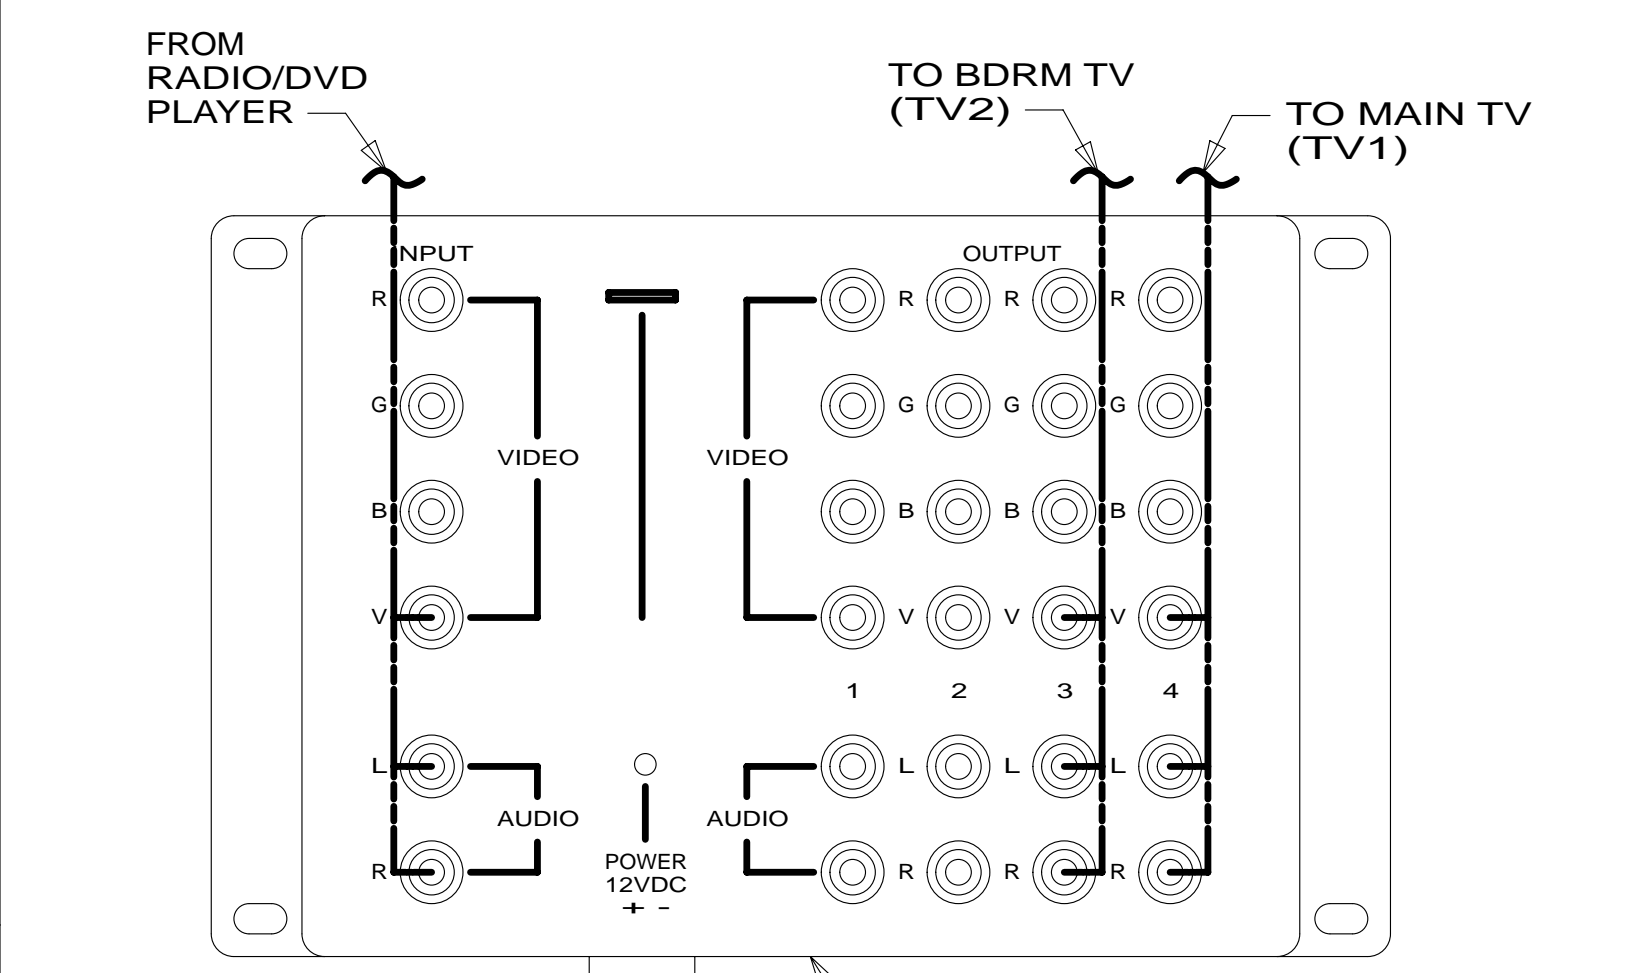 FROM
RADIO/DVD
PLAYER
TO BDRM TV
(TV2)
TO MAIN TV
(TV1)
NPUT
OUTPUT
R R R R
G G G G
VIDEO VIDEO
B B B B
V V V V
1 2 3 4
L L L L
AUDIO AUDIO
R R R R
POWER
12VDC
+ -